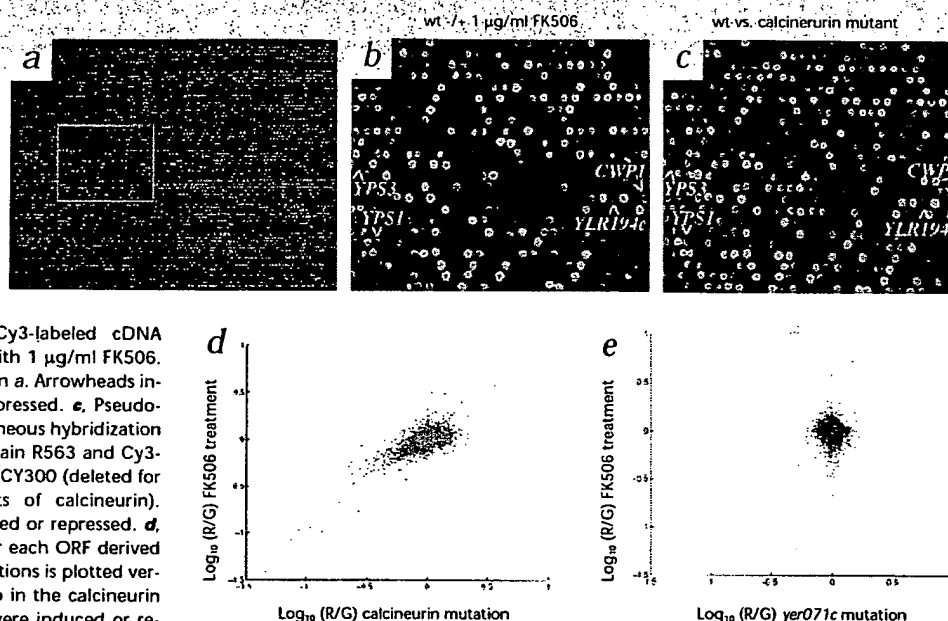 wt -/+ 1 µg/ml FK506
wt vs. calcinerurin mutant
a
b
c
CWP1
YPS3
YPS1
YLR194c
CWP
YPS3
YPS1
YLR194
Cy3-labeled cDNA
ith 1 µg/ml FK506.
n a. Arrowheads in-
pressed. c, Pseudo-
neous hybridization
ain R563 and Cy3-
CY300 (deleted for
ts of calcineurin).
ed or repressed. d,
r each ORF derived
tions is plotted ver-
o in the calcineurin
were induced or re-
d
Log10 (R/G) FK506 treatment
Log10 (R/G) calcineurin mutation
e
Log10 (R/G) FK506 treatment
Log10 (R/G) yer071c mutation